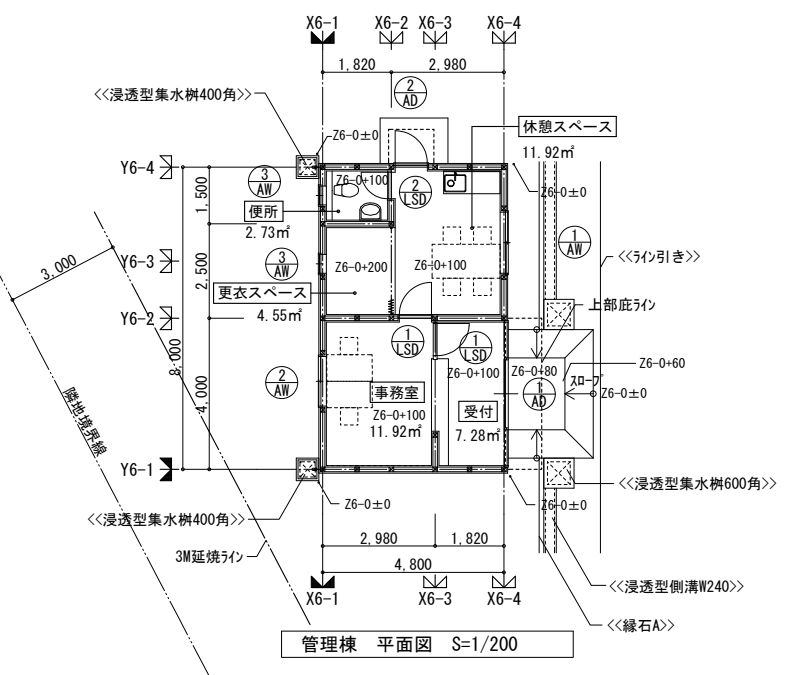 X6-1
X6-2
X6-3
X6-4
1,820
2,980
2
AD
<<浸透型集水桝400角>>
休憩スペース
11.92㎡
Z6-0±0
Y6-4
3
AW
1,500
Z6-0+100
2
LSD
Z6-0±0
便所
2.73㎡
1
AW
<<ライン引き>>
3,000
Y6-3
3
AW
2,500
Z6-0+200
Z6-0+100
更衣スペース
4.55㎡
Y6-2
上部庇ライン
8,000
1
LSD
1
LSD
Z6-0+60
2
AW
4,000
Z6-0+100
Z6-0+80
スロープ
1
AD
Z6-0±0
事務室
Z6-0+100
11.92㎡
受付
7.28㎡
隣地境界線
Y6-1
<<浸透型集水桝600角>>
Z6-0±0
Z6-0±0
<<浸透型集水桝400角>>
2,980
1,820
3M延焼ライン
4,800
X6-1
X6-3
X6-4
<<浸透型側溝W240>>
<<縁石A>>
管理棟 平面図 S=1/200